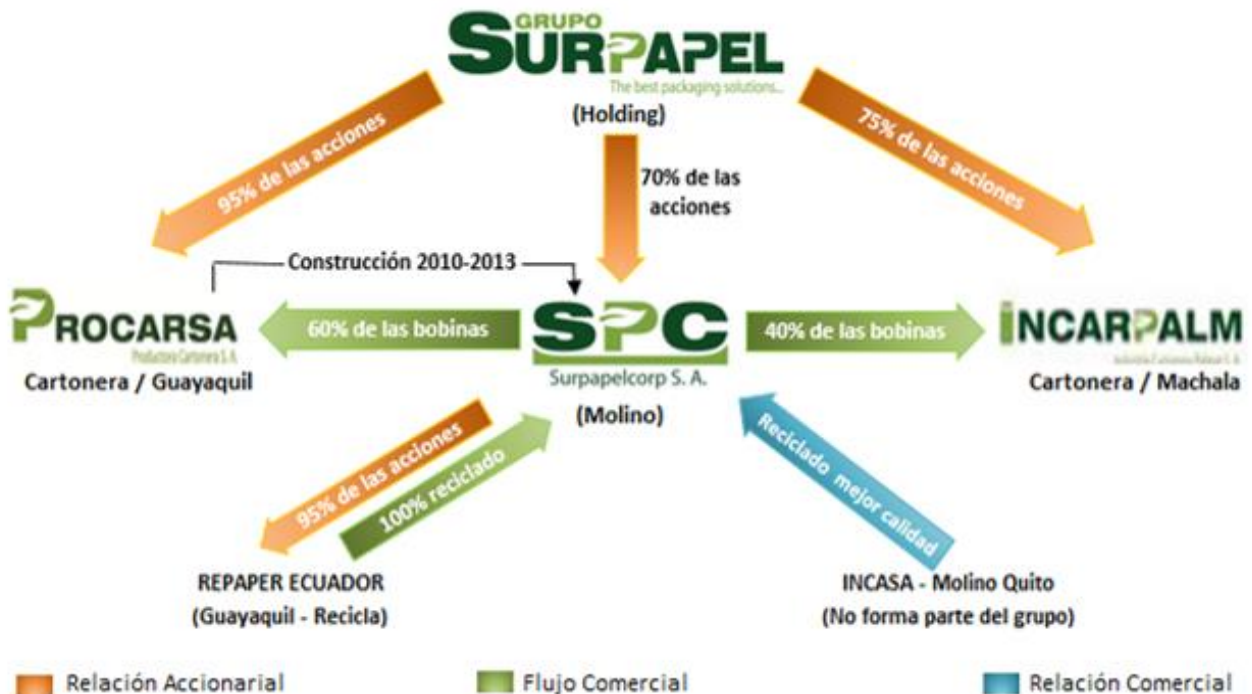 GRUPO
SURPAPEL
The best packaging solutions...
(Holding)
95% de las acciones
70% de las
acciones
75% de las acciones
Construcción 2010-2013
PROCARSA
Productora Cartonera S. A.
Cartonera / Guayaquil
60% de las bobinas
SPC
Surpapelcorp S. A.
(Molino)
40% de las bobinas
INCARPALM
Cartonera / Machala
95% de las acciones
100% reciclado
Reciclado mejor calidad
REPAPER ECUADOR
(Guayaquil - Recicla)
INCASA - Molino Quito
(No forma parte del grupo)
Relación Accionarial
Flujo Comercial
Relación Comercial